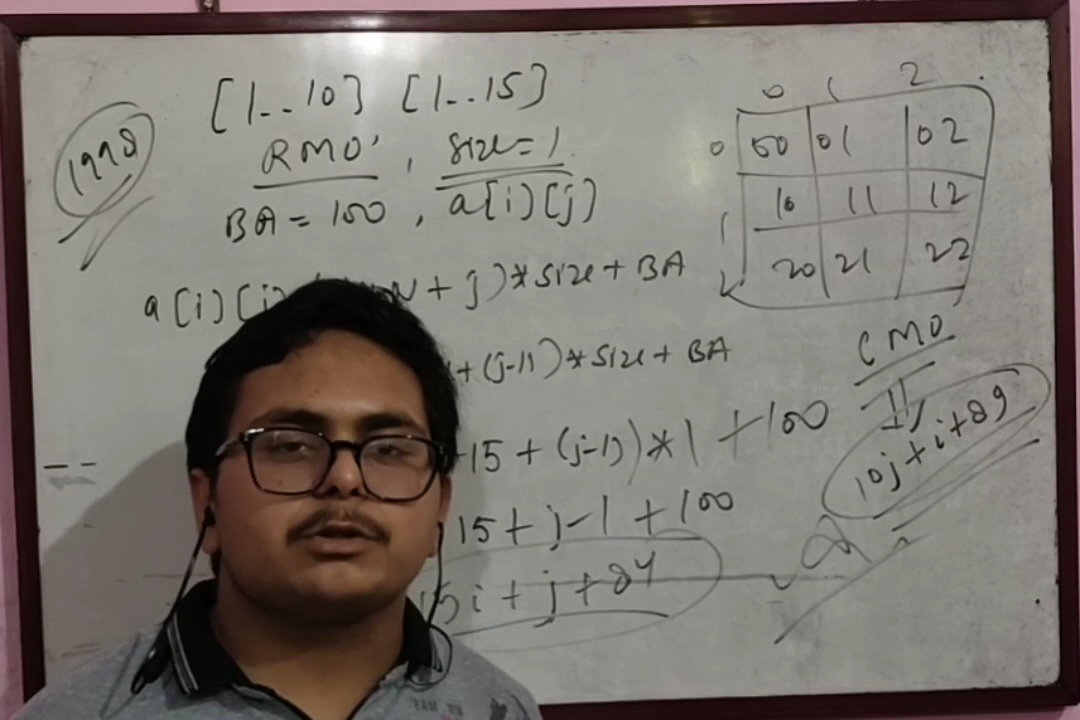 1998
[1..10] [1..15]
RMO, size=1
BA = 100, a[i][j]
a[i][j] + j)*size + BA
+ (j-1))*size + BA
15 + (j-1))*1 + 100
15 + j-1 + 100
15i + j + 84
0 1 2
0 00 01 02
1 10 11 12
20 21 22
CMO
10j + i + 89